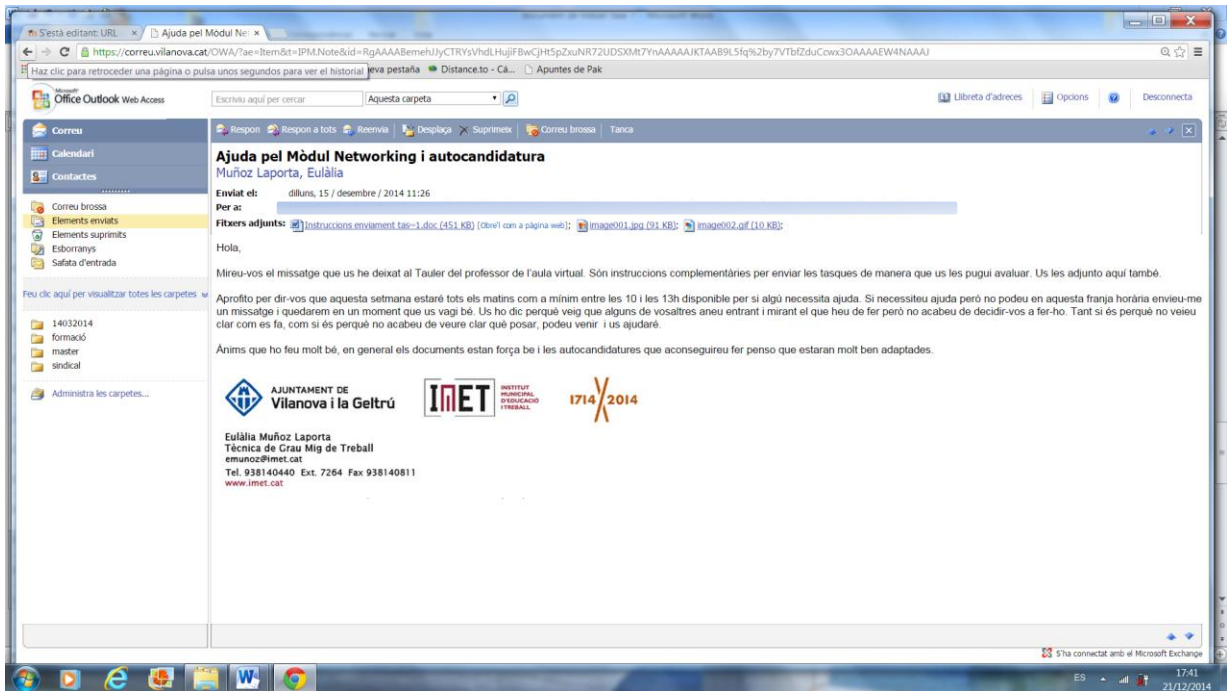 S'està editant: URL
Ajuda pel Mòdul Ne
https://correu.vilanova.cat/OWA/?ae=Item&t=IPM.Note&id=
Haz clic para retroceder una página o pulsa unos segundos para ver el historial
eva pestaña Distance.to - Cá... Apuntes de Pak
Microsoft
Office Outlook Web Access
Escriviu aquí per cercar
Aquesta carpeta
Llibreta d'adreces Opcions Desconnecta
Correu
Calendari
Contactes
Correu brossa
Elements enviats
Elements suprimits
Esborranys
Safata d'entrada
Feu clic aquí per visualitzar totes les carpetes
14032014
formació
master
sindical
Administra les carpetes...
Respon Respon a tots Reenvia Desplaça Suprimeix Correu brossa Tanca
Ajuda pel Mòdul Networking i autocandidatura
Muñoz Laporta, Eulàlia
Enviat el: dilluns, 15 / desembre / 2014 11:26
Per a:
Fitxers adjunts: Instruccions enviament tas~1.doc (451 KB) [Obre'l com a pàgina web]; image001.jpg (91 KB); image002.gif (10 KB);
Hola,
Mireu-vos el missatge que us he deixat al Tauler del professor de l'aula virtual. Són instruccions complementàries per enviar les tasques de manera que us les pugui avaluar. Us les adjunto aquí també.
Aprofito per dir-vos que aquesta setmana estaré tots els matins com a mínim entre les 10 i les 13h disponible per si algú necessita ajuda. Si necessiteu ajuda però no podeu en aquesta franja horària envieu-me
un missatge i quedarem en un moment que us vagi bé. Us ho dic perquè veig que alguns de vosaltres aneu entrant i mirant el que heu de fer però no acabeu de decidir-vos a fer-ho. Tant si és perquè no veieu
clar com es fa, com si és perquè no acabeu de veure clar què posar, podeu venir i us ajudaré.
Ànims que ho feu molt bé, en general els documents estan força be i les autocandidatures que aconseguireu fer penso que estaran molt ben adaptades.
AJUNTAMENT DE
Vilanova i la Geltrú
IMET
INSTITUT
MUNICIPAL
D'EDUCACIÓ
I TREBALL
1714 2014
Eulàlia Muñoz Laporta
Tècnica de Grau Mig de Treball
emunoz@imet.cat
Tel. 938140440 Ext. 7264 Fax 938140811
www.imet.cat
S'ha connectat amb el Microsoft Exchange
ES
17:41
21/12/2014